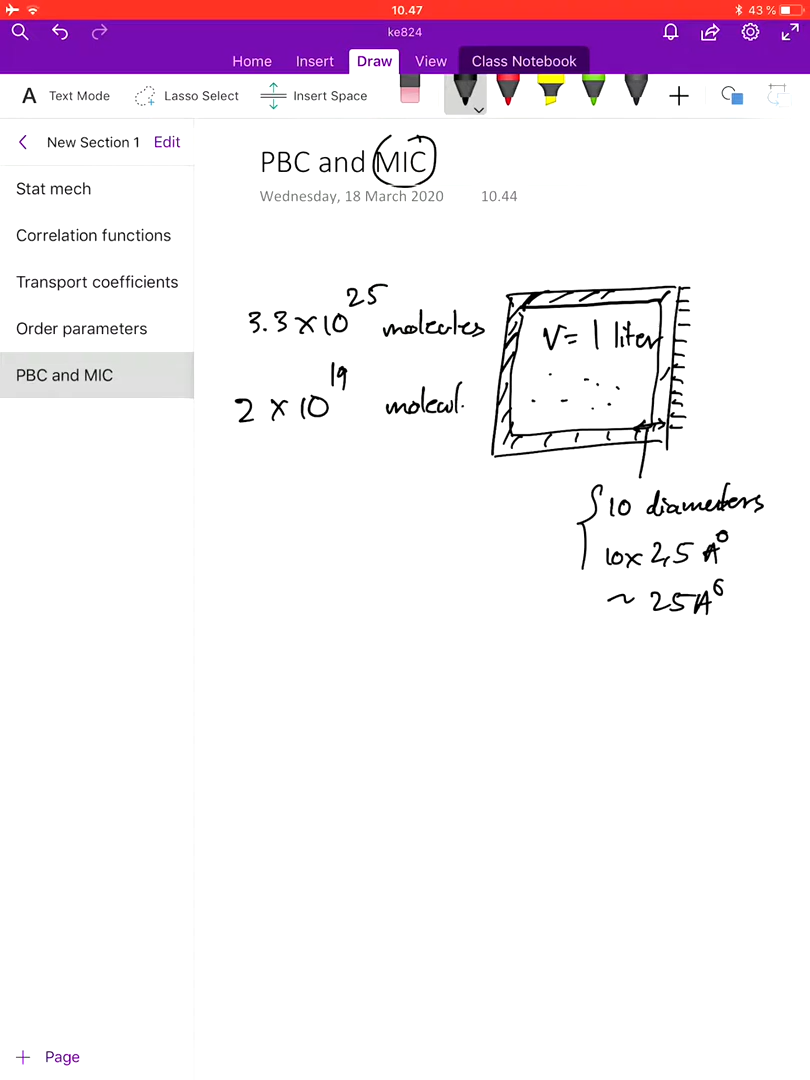 10.47
43 %
ke824
Home Insert Draw View Class Notebook
A Text Mode Lasso Select Insert Space
New Section 1 Edit
Stat mech
Correlation functions
Transport coefficients
Order parameters
PBC and MIC
PBC and MIC
Wednesday, 18 March 2020 10.44
3.3 × 10^25 molecules
2 × 10^19 molecul.
V = 1 liter
10 diameters
10 × 2,5 A°
~ 25 A°
+ Page